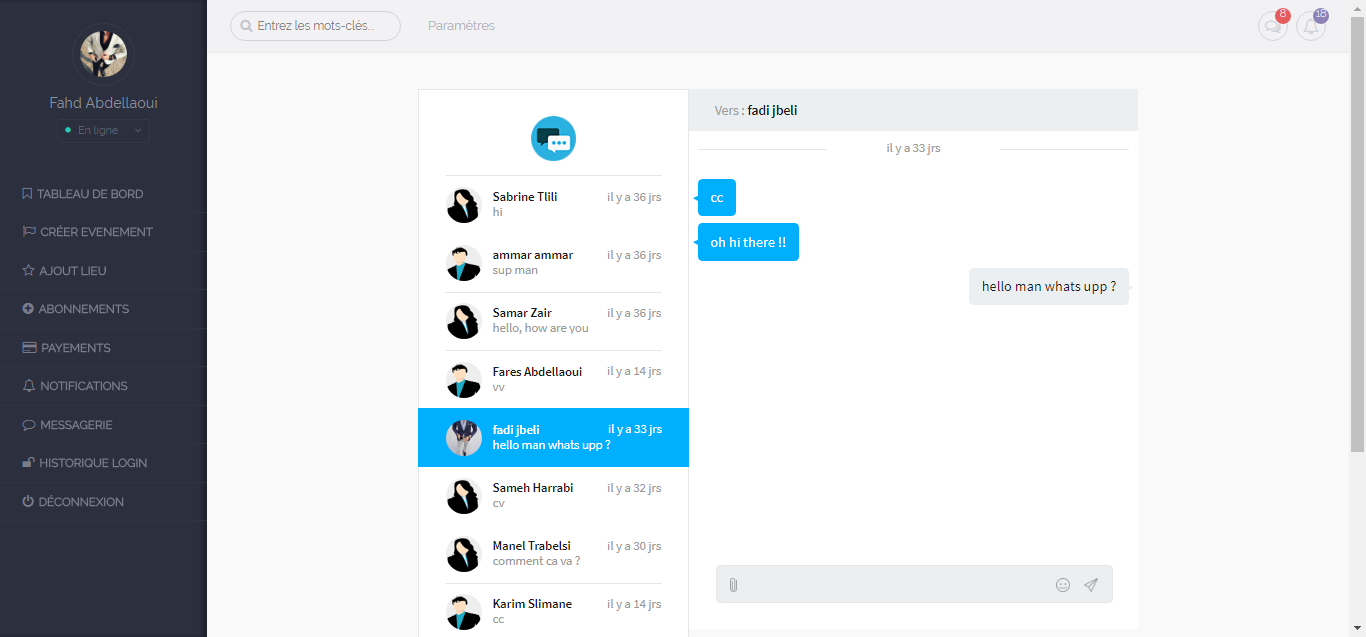 Fahd Abdellaoui
En ligne
TABLEAU DE BORD
CRÉER EVENEMENT
AJOUT LIEU
ABONNEMENTS
PAYEMENTS
NOTIFICATIONS
MESSAGERIE
HISTORIQUE LOGIN
DÉCONNEXION
Entrez les mots-clés...
Paramètres
8
18
Sabrine Tlili il y a 36 jrs
hi
ammar ammar il y a 36 jrs
sup man
Samar Zair il y a 36 jrs
hello, how are you
Fares Abdellaoui il y a 14 jrs
vv
fadi jbeli il y a 33 jrs
hello man whats upp ?
Sameh Harrabi il y a 32 jrs
cv
Manel Trabelsi il y a 30 jrs
comment ca va ?
Karim Slimane il y a 14 jrs
cc
Vers : fadi jbeli
il y a 33 jrs
cc
oh hi there !!
hello man whats upp ?